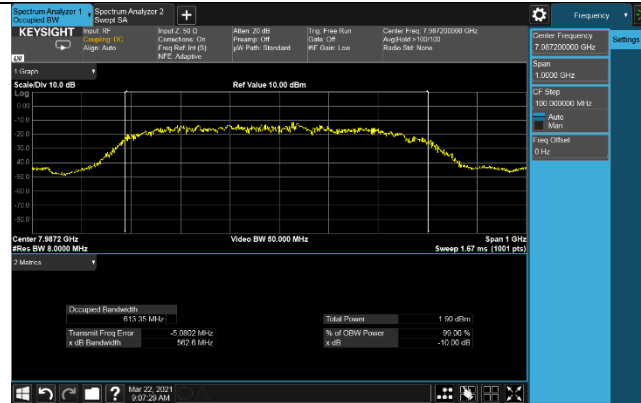 Spectrum Analyzer 1
Occupied BW
Spectrum Analyzer 2
Swept SA
Frequency
KEYSIGHT
Input: RF
Coupling: DC
Align: Auto
Input Z: 50 Ω
Corrections: On
Freq Ref: Int (S)
NFE: Adaptive
Atten: 20 dB
Preamp: Off
µW Path: Standard
Trig: Free Run
Gate: Off
#IF Gain: Low
Center Freq: 7.987200000 GHz
Avg|Hold:>100/100
Radio Std: None
Center Frequency
7.987200000 GHz
Settings
Span
1.0000 GHz
CF Step
100.000000 MHz
Auto
Man
Freq Offset
0 Hz
1 Graph
Scale/Div 10.0 dB
Ref Value 10.00 dBm
Log
0.00
-10.0
-20.0
-30.0
-40.0
-50.0
-60.0
-70.0
-80.0
Center 7.9872 GHz
Video BW 50.000 MHz
Span 1 GHz
#Res BW 8.0000 MHz
Sweep 1.67 ms (1001 pts)
2 Metrics
Occupied Bandwidth
613.35 MHz
Total Power
1.90 dBm
Transmit Freq Error
-5.0802 MHz
% of OBW Power
99.00 %
x dB Bandwidth
562.6 MHz
x dB
-10.00 dB
Mar 22, 2021
9:07:29 AM